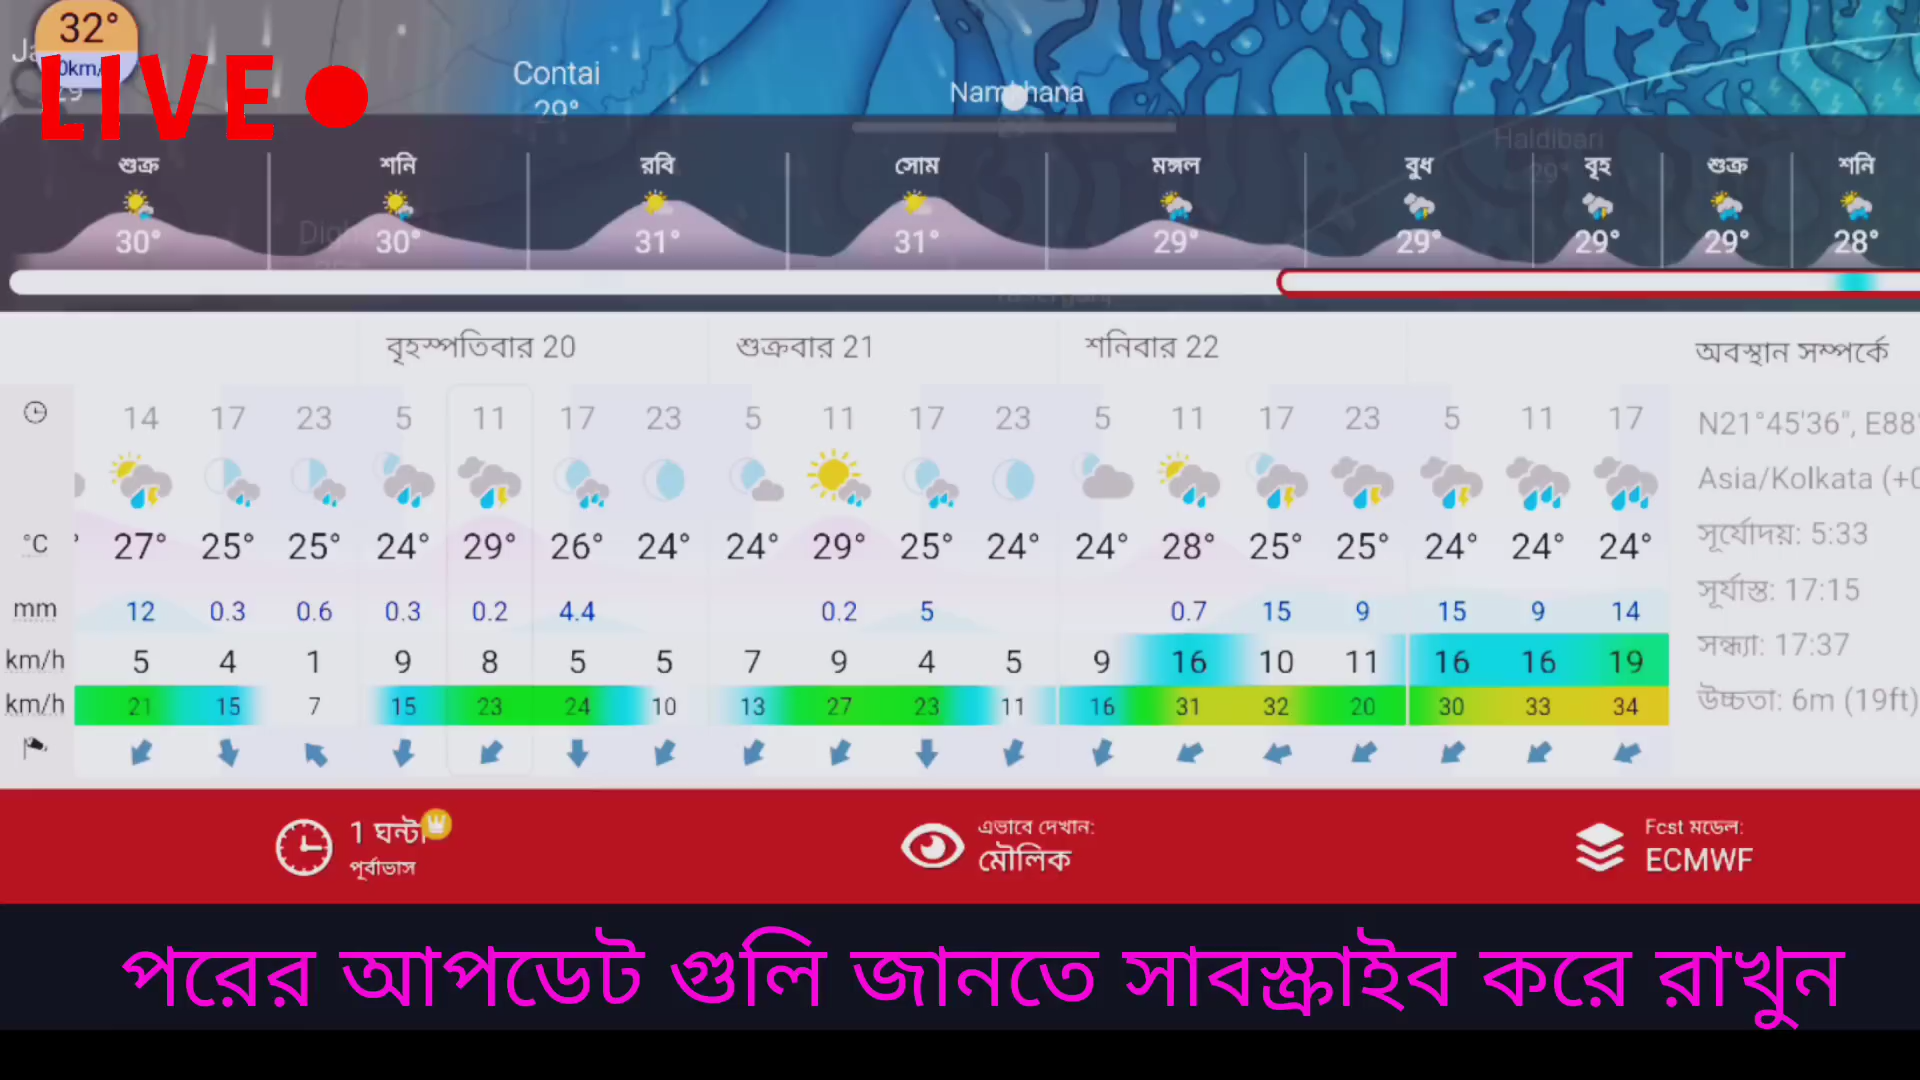 32°
LIVE
Contai
29°
Namkhana
Haldibari
29°
শুক্র শনি রবি সোম মঙ্গল বুধ বৃহ শুক্র শনি
30° 30° 31° 31° 29° 29° 29° 29° 28°
বৃহস্পতিবার 20 শুক্রবার 21 শনিবার 22
14 17 23 5 11 17 23 5 11 17 23 5 11 17 23 5 11 17
°C 27° 25° 25° 24° 29° 26° 24° 24° 29° 25° 24° 24° 28° 25° 25° 24° 24° 24°
mm 12 0.3 0.6 0.3 0.2 4.4 0.2 5 0.7 15 9 15 9 14
km/h 5 4 1 9 8 5 5 7 9 4 5 9 16 10 11 16 16 19
km/h 21 15 7 15 23 24 10 13 27 23 11 16 31 32 20 30 33 34
অবস্থান সম্পর্কে
N21°45'36", E88°
Asia/Kolkata (+0
সূর্যোদয়: 5:33
সূর্যাস্ত: 17:15
সন্ধ্যা: 17:37
উচ্চতা: 6m (19ft)
1 ঘন্টা
পূর্বাভাস
এভাবে দেখান:
মৌলিক
Fcst মডেল:
ECMWF
পরের আপডেট গুলি জানতে সাবস্ক্রাইব করে রাখুন